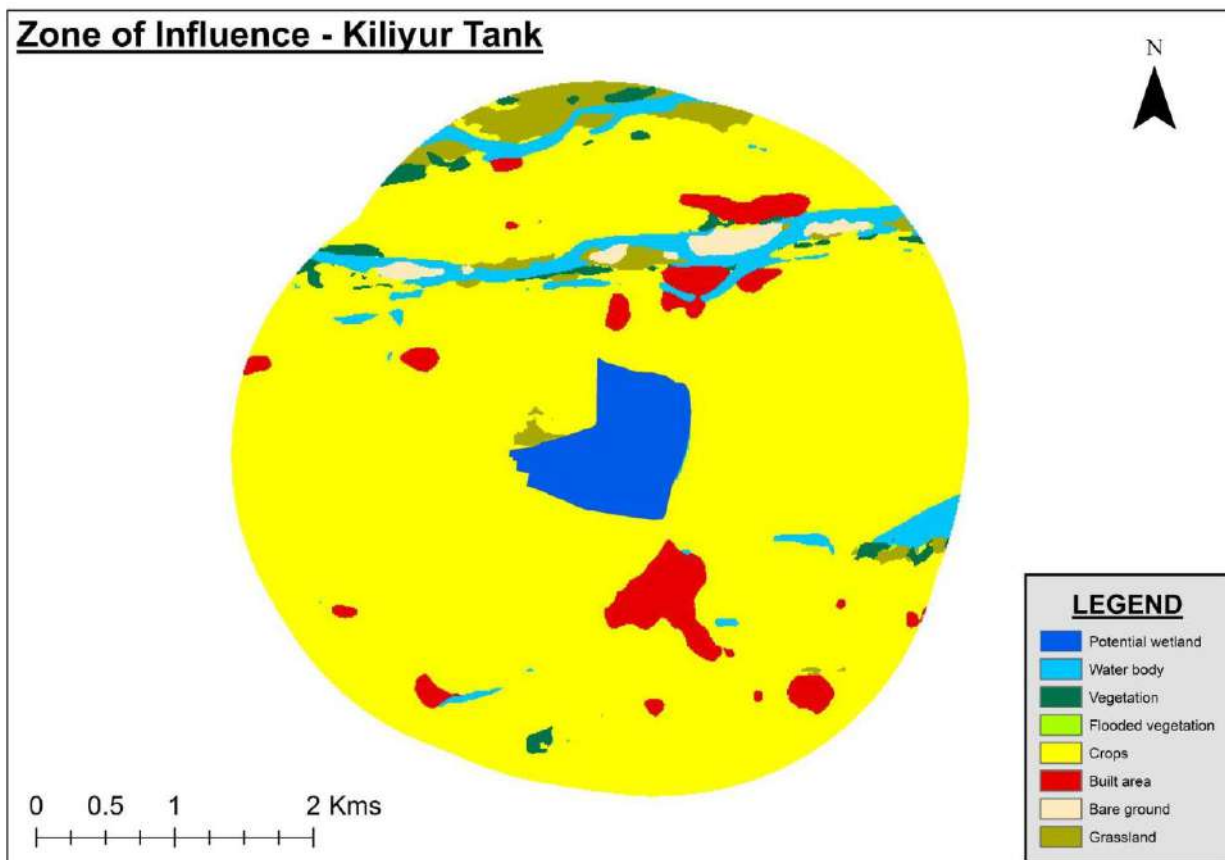 Zone of Influence - Kiliyur Tank
N
LEGEND
Potential wetland
Water body
Vegetation
Flooded vegetation
Crops
Built area
Bare ground
Grassland
0 0.5 1 2 Kms